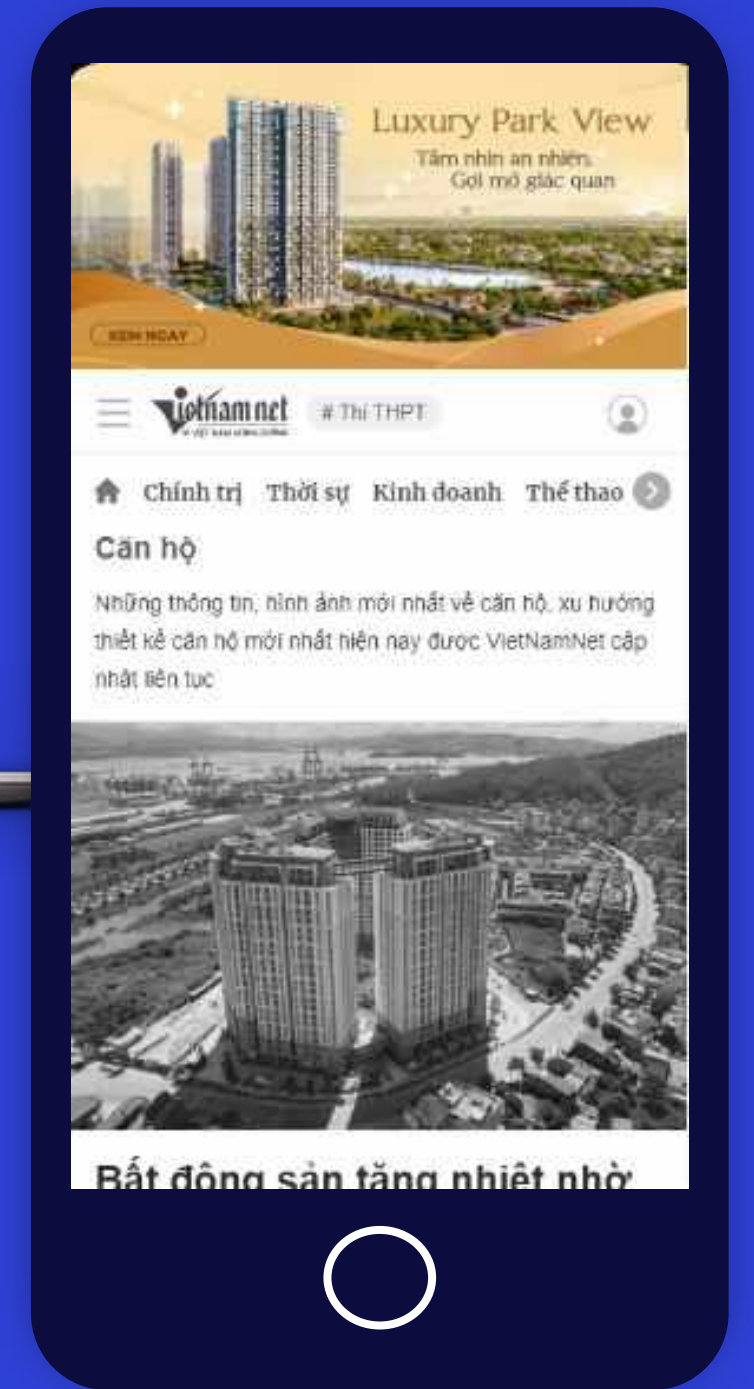 Luxury Park View
Tầm nhìn an nhiên,
Gợi mở giác quan
XEM NGAY
Vietnamnet
# Thi THPT
Chính trị Thời sự Kinh doanh Thể thao
Căn hộ
Những thông tin, hình ảnh mới nhất về căn hộ, xu hướng
thiết kế căn hộ mới nhất hiện nay được VietNamNet cập
nhật liên tục
Bất động sản tăng nhiệt nhờ